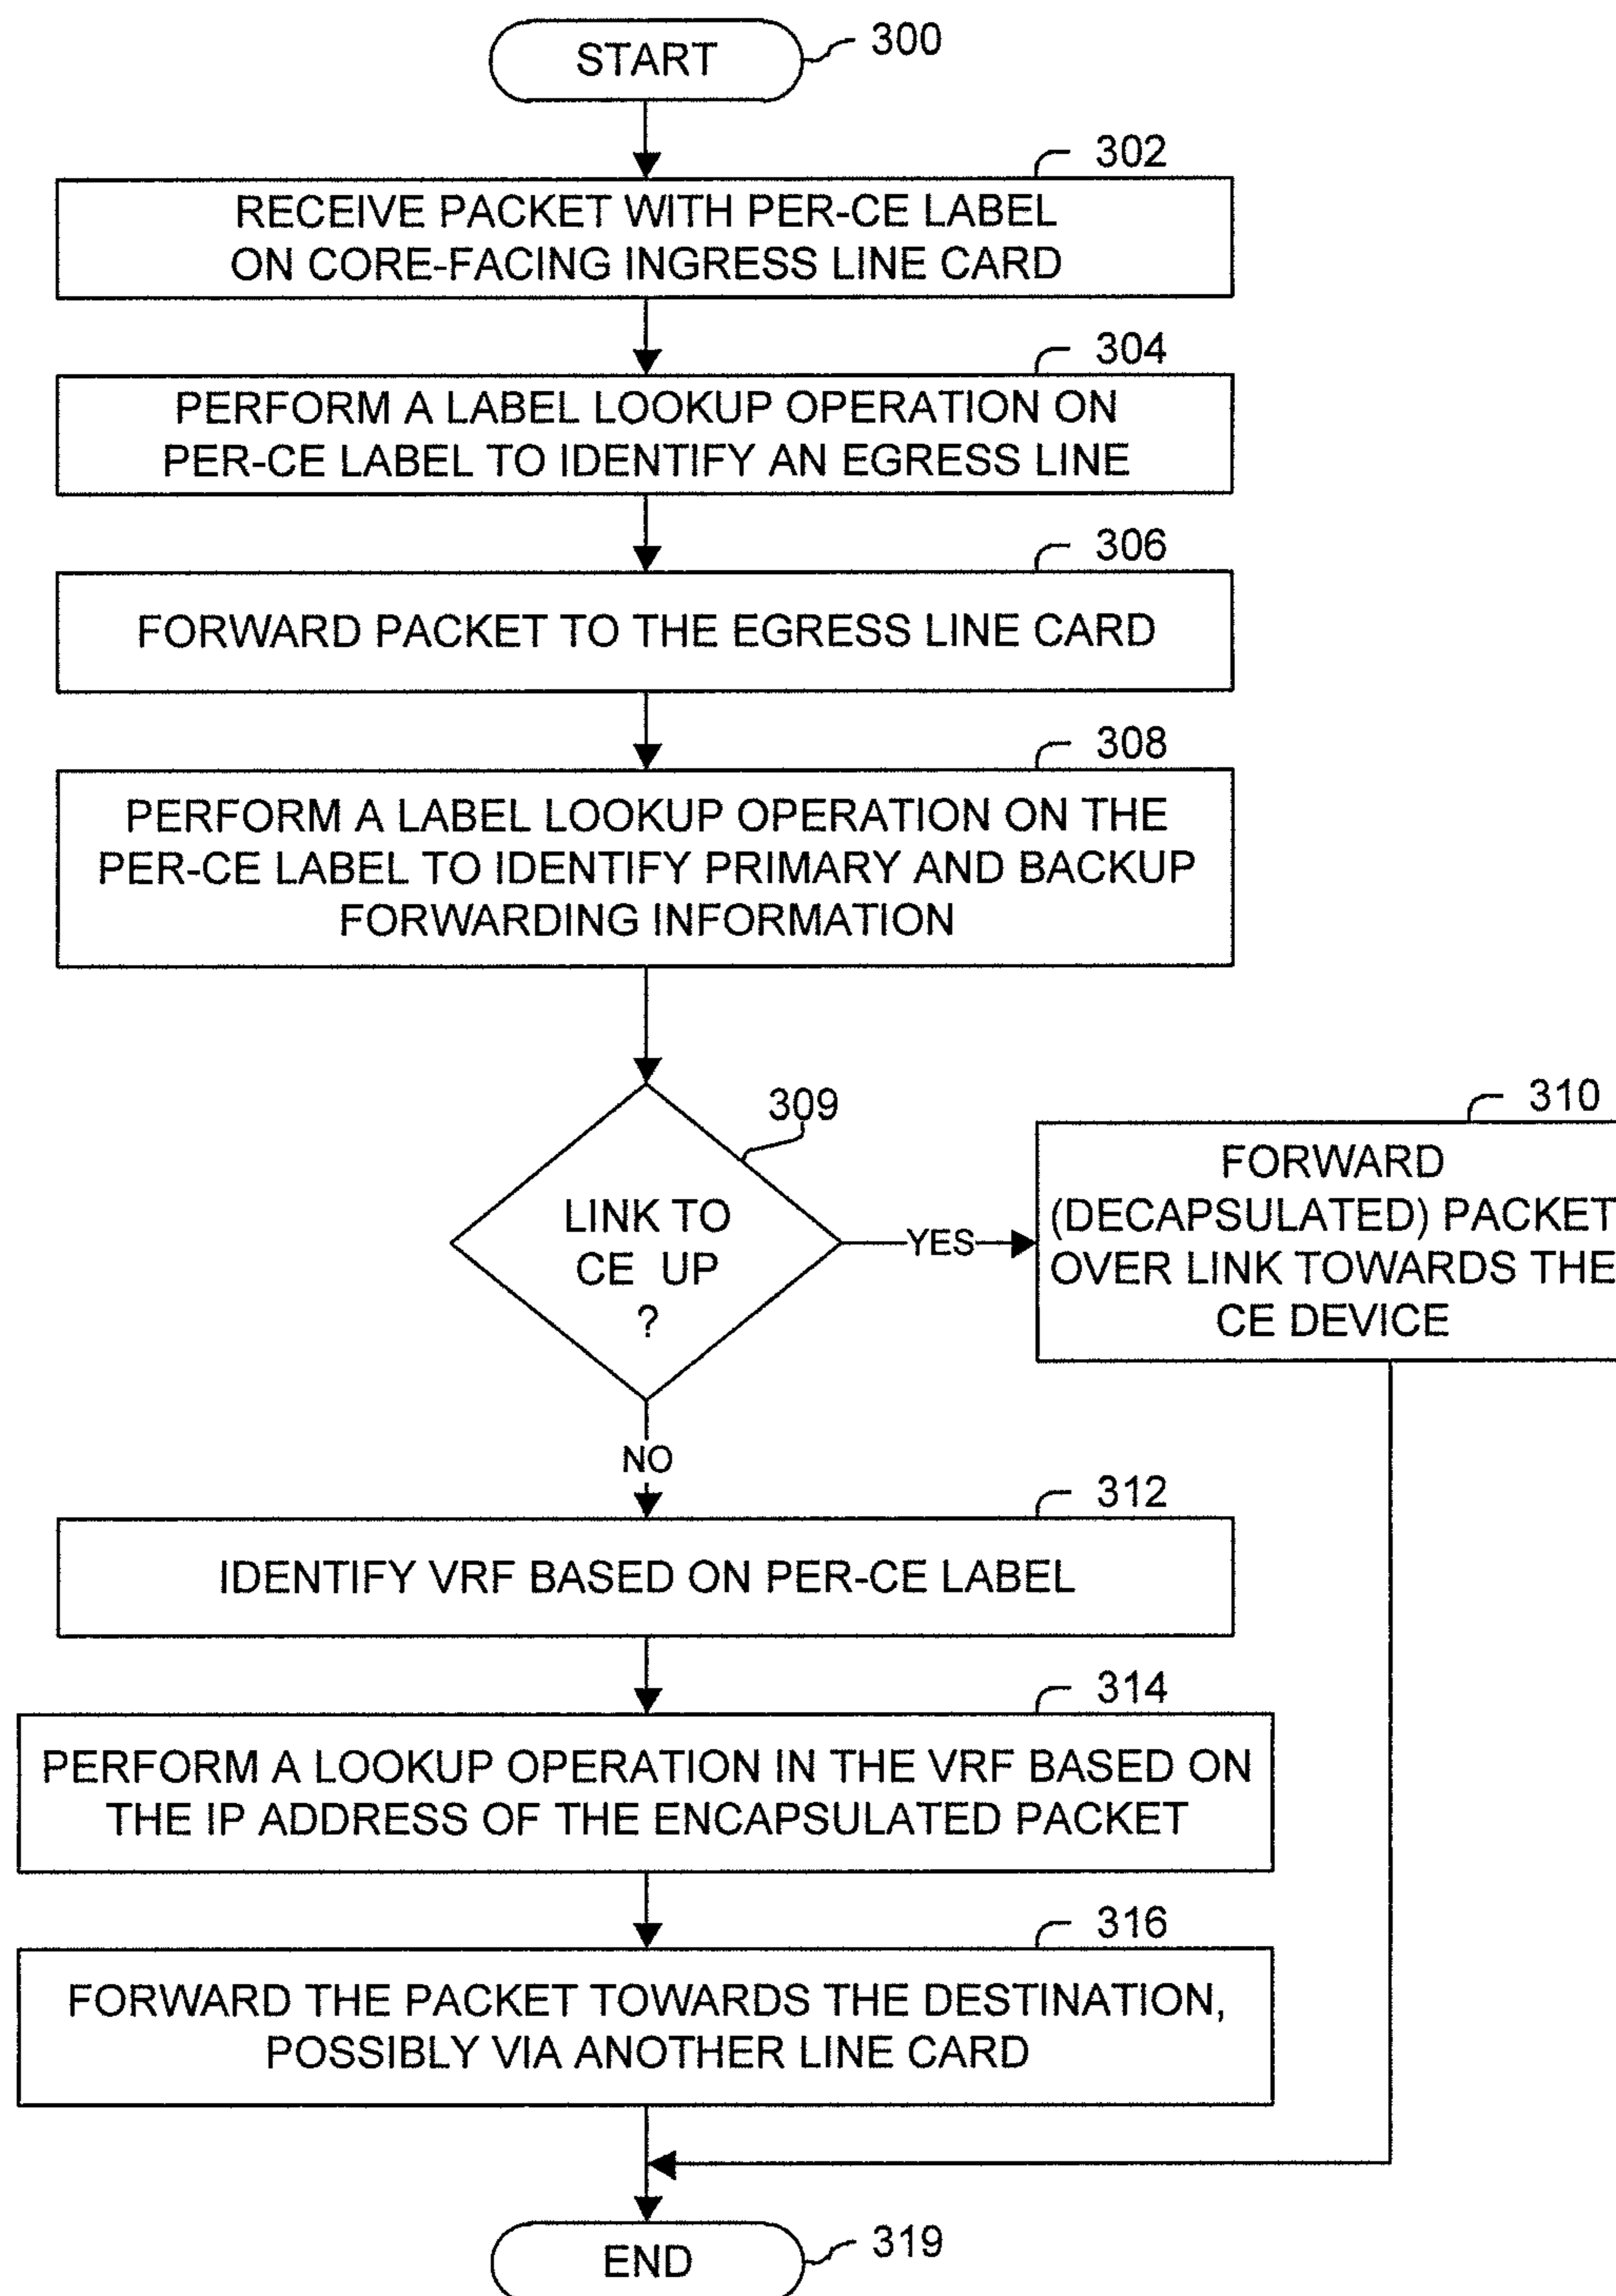 START
300
302
RECEIVE PACKET WITH PER-CE LABEL
ON CORE-FACING INGRESS LINE CARD
304
PERFORM A LABEL LOOKUP OPERATION ON
PER-CE LABEL TO IDENTIFY AN EGRESS LINE
306
FORWARD PACKET TO THE EGRESS LINE CARD
308
PERFORM A LABEL LOOKUP OPERATION ON THE
PER-CE LABEL TO IDENTIFY PRIMARY AND BACKUP
FORWARDING INFORMATION
309
LINK TO
CE UP
?
YES
310
FORWARD
(DECAPSULATED) PACKET
OVER LINK TOWARDS THE
CE DEVICE
NO
312
IDENTIFY VRF BASED ON PER-CE LABEL
314
PERFORM A LOOKUP OPERATION IN THE VRF BASED ON
THE IP ADDRESS OF THE ENCAPSULATED PACKET
316
FORWARD THE PACKET TOWARDS THE DESTINATION,
POSSIBLY VIA ANOTHER LINE CARD
END
319